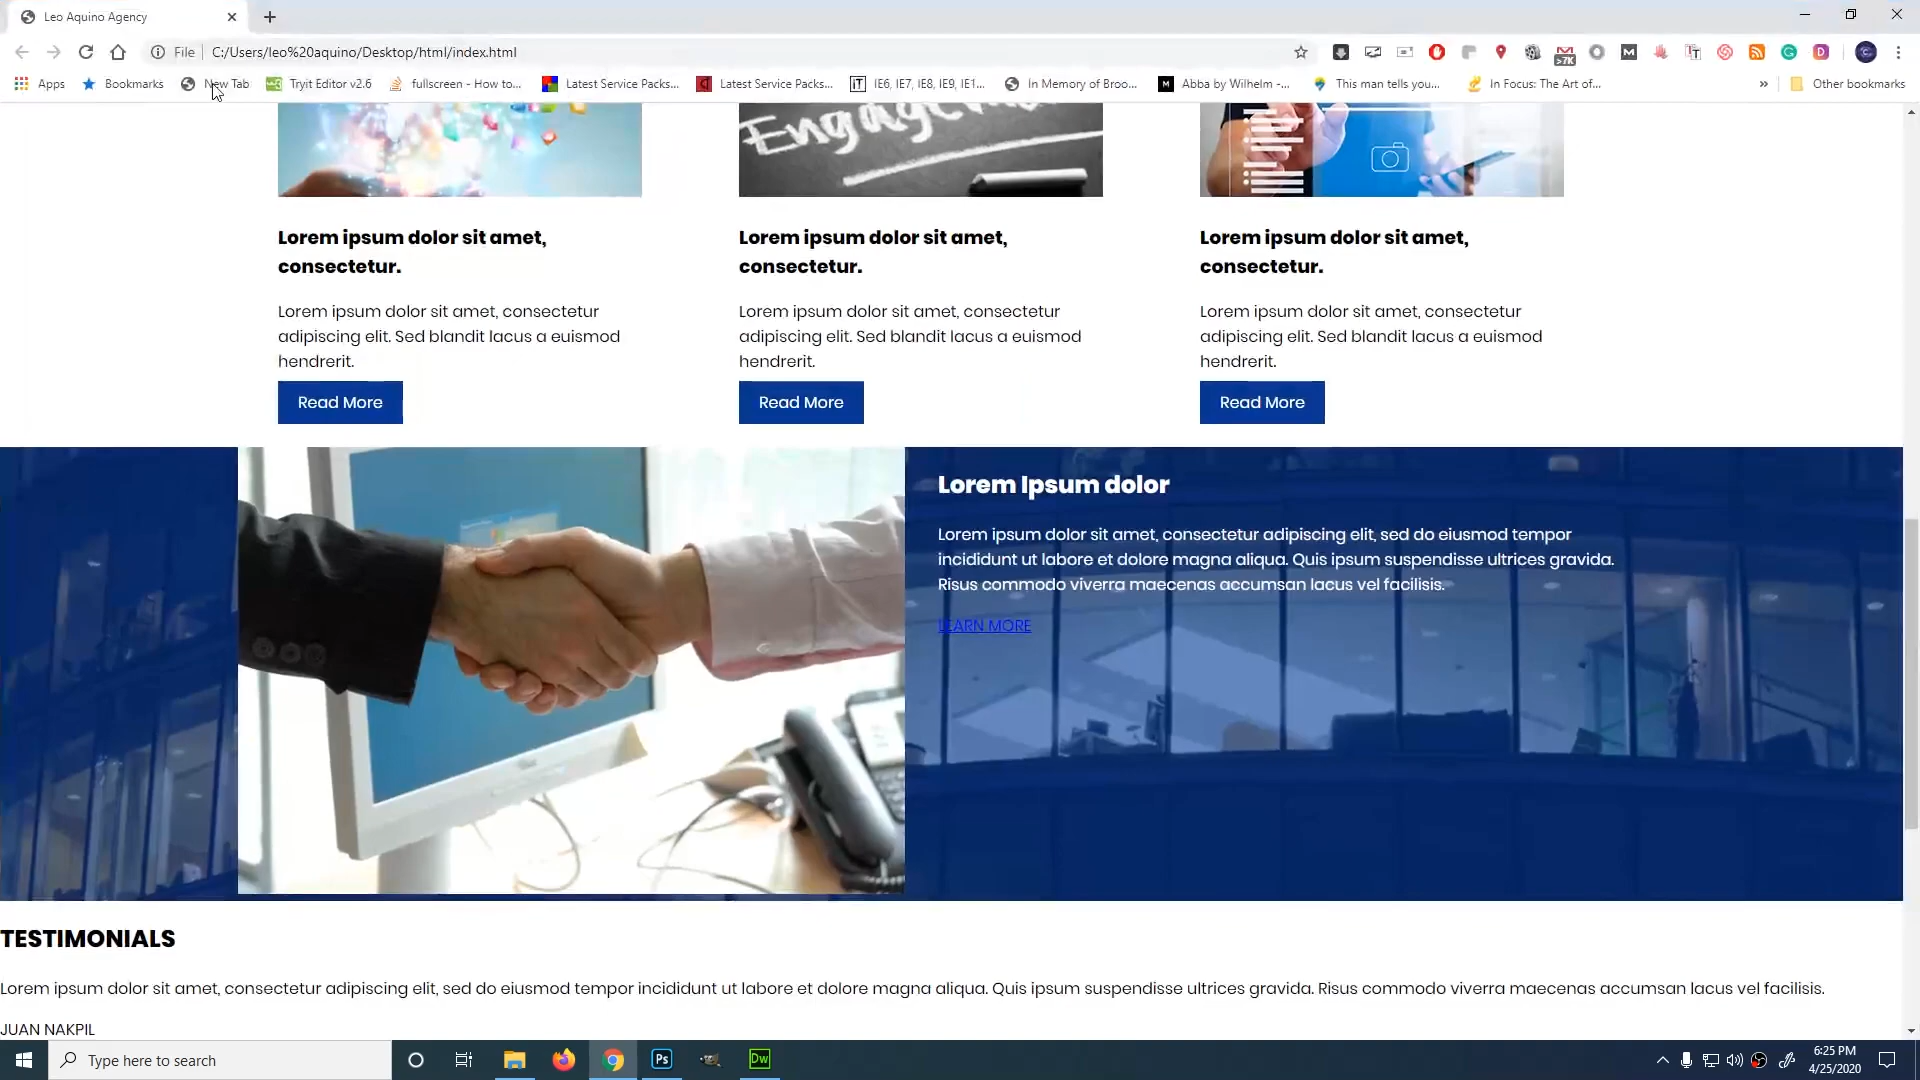 Leo Aquino Agency
File C:/Users/leo%20aquino/Desktop/html/index.html
>7K
Apps Bookmarks New Tab Tryit Editor v2.6 fullscreen - How to... Latest Service Packs... Latest Service Packs... IE6, IE7, IE8, IE9, IE1... In Memory of Broo... Abba by Wilhelm -... This man tells you... In Focus: The Art of... » Other bookmarks
Lorem ipsum dolor sit amet,
consectetur.
Lorem ipsum dolor sit amet, consectetur
adipiscing elit. Sed blandit lacus a euismod
hendrerit.
Read More
Lorem ipsum dolor sit amet,
consectetur.
Lorem ipsum dolor sit amet, consectetur
adipiscing elit. Sed blandit lacus a euismod
hendrerit.
Read More
Lorem ipsum dolor sit amet,
consectetur.
Lorem ipsum dolor sit amet, consectetur
adipiscing elit. Sed blandit lacus a euismod
hendrerit.
Read More
Lorem Ipsum dolor
Lorem ipsum dolor sit amet, consectetur adipiscing elit, sed do eiusmod tempor
incididunt ut labore et dolore magna aliqua. Quis ipsum suspendisse ultrices gravida.
Risus commodo viverra maecenas accumsan lacus vel facilisis.
LEARN MORE
TESTIMONIALS
Lorem ipsum dolor sit amet, consectetur adipiscing elit, sed do eiusmod tempor incididunt ut labore et dolore magna aliqua. Quis ipsum suspendisse ultrices gravida. Risus commodo viverra maecenas accumsan lacus vel facilisis.
JUAN NAKPIL
Type here to search
Ps
Dw
6:25 PM
4/25/2020